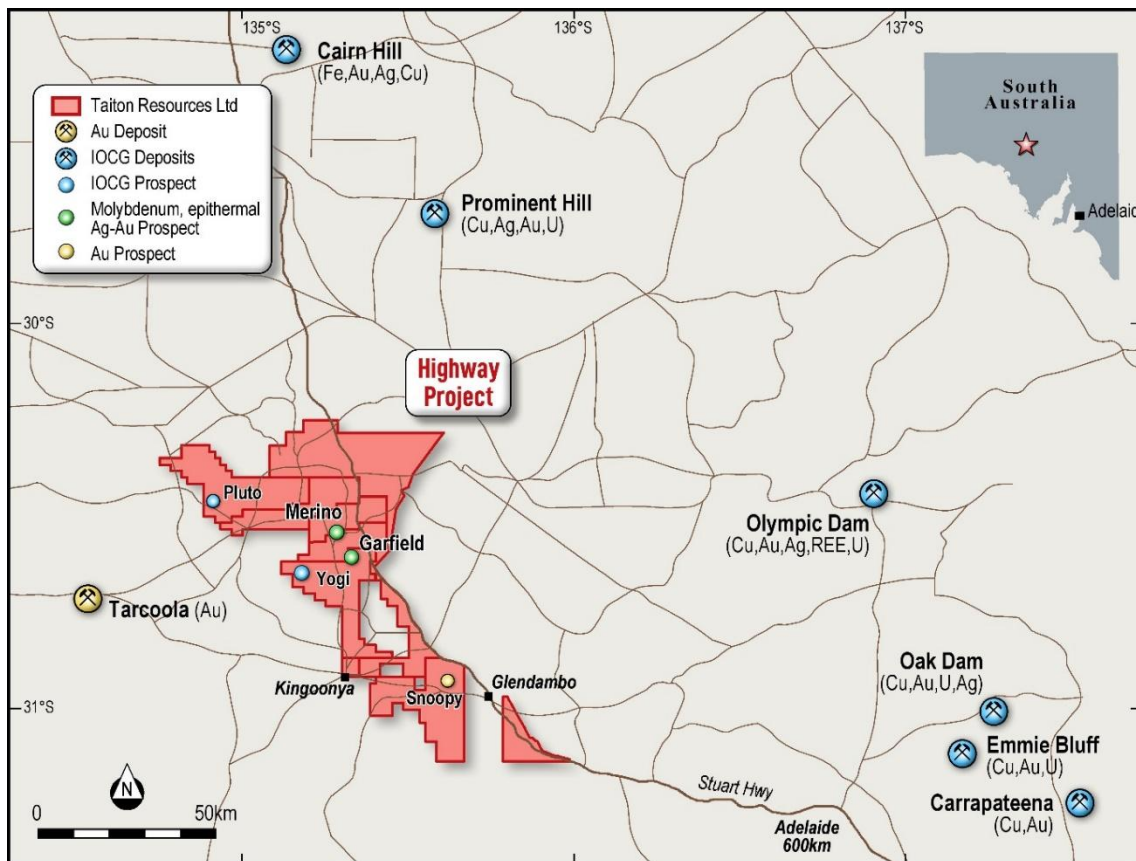 135°S
136°S
137°S
Cairn Hill
(Fe,Au,Ag,Cu)
South
Australia
Adelaid
Taiton Resources Ltd
Au Deposit
IOCG Deposits
IOCG Prospect
Molybdenum, epithermal
Ag-Au Prospect
Au Prospect
Prominent Hill
(Cu,Ag,Au,U)
30°S
Highway
Project
Pluto
Merino
Garfield
Yogi
Olympic Dam
(Cu,Au,Ag,REE,U)
Tarcoola (Au)
Kingoonya
Snoopy
Glendambo
Oak Dam
(Cu,Au,U,Ag)
31°S
Emmie Bluff
(Cu,Au,U)
Carrapateena
(Cu,Au)
Stuart Hwy
Adelaide
600km
N
0 50km